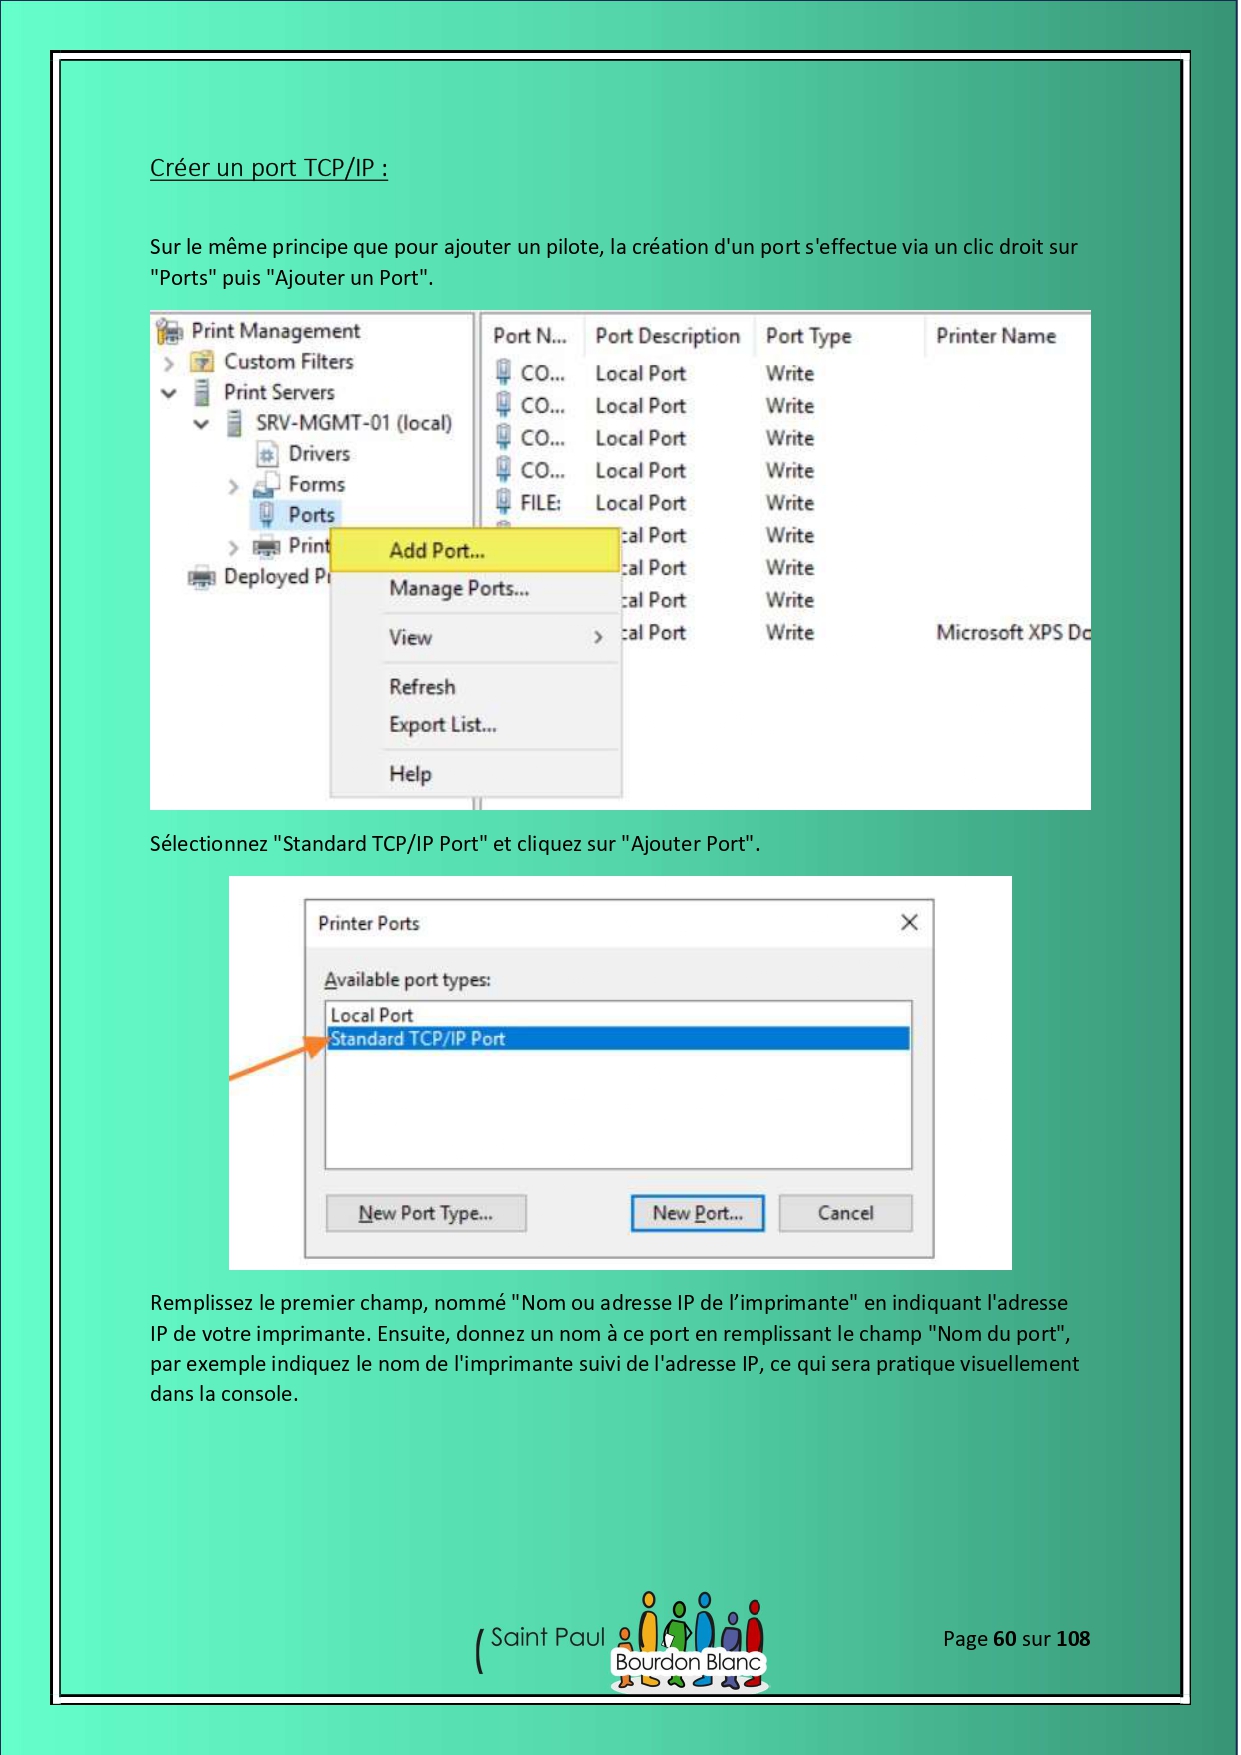 Créer un port TCP/IP :
Sur le même principe que pour ajouter un pilote, la création d'un port s'effectue via un clic droit sur
"Ports" puis "Ajouter un Port".
Print Management
Custom Filters
Print Servers
SRV-MGMT-01 (local)
Drivers
Forms
Ports
Print
Deployed Pr
Add Port...
Manage Ports...
View
Refresh
Export List...
Help
Port N... Port Description Port Type Printer Name
CO... Local Port Write
CO... Local Port Write
CO... Local Port Write
CO... Local Port Write
FILE: Local Port Write
cal Port Write
cal Port Write
cal Port Write
cal Port Write Microsoft XPS Do
Sélectionnez "Standard TCP/IP Port" et cliquez sur "Ajouter Port".
Printer Ports
Available port types:
Local Port
Standard TCP/IP Port
New Port Type... New Port... Cancel
Remplissez le premier champ, nommé "Nom ou adresse IP de l’imprimante" en indiquant l'adresse
IP de votre imprimante. Ensuite, donnez un nom à ce port en remplissant le champ "Nom du port",
par exemple indiquez le nom de l'imprimante suivi de l'adresse IP, ce qui sera pratique visuellement
dans la console.
Saint Paul
Bourdon Blanc
Page 60 sur 108